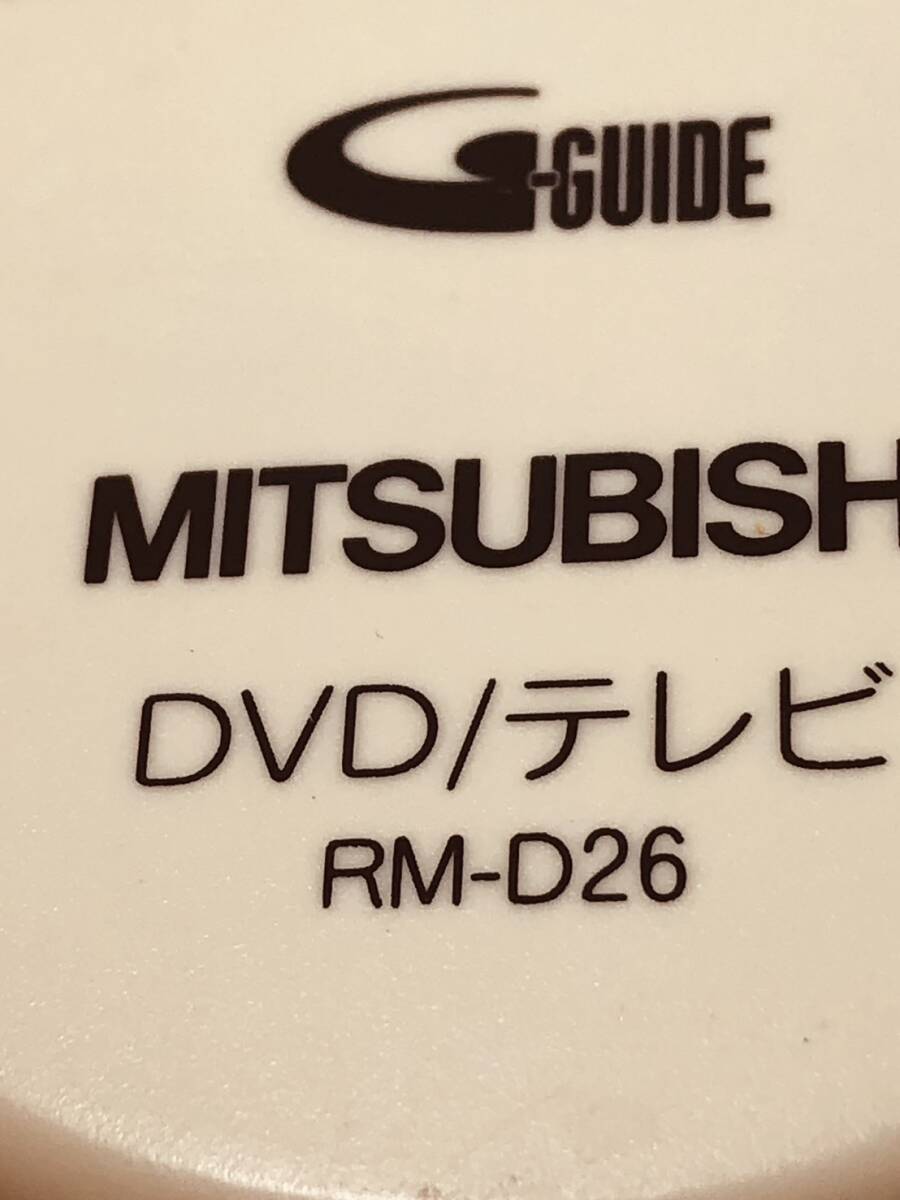 G-GUIDE
MITSUBISH
DVD/テレビ
RM-D26